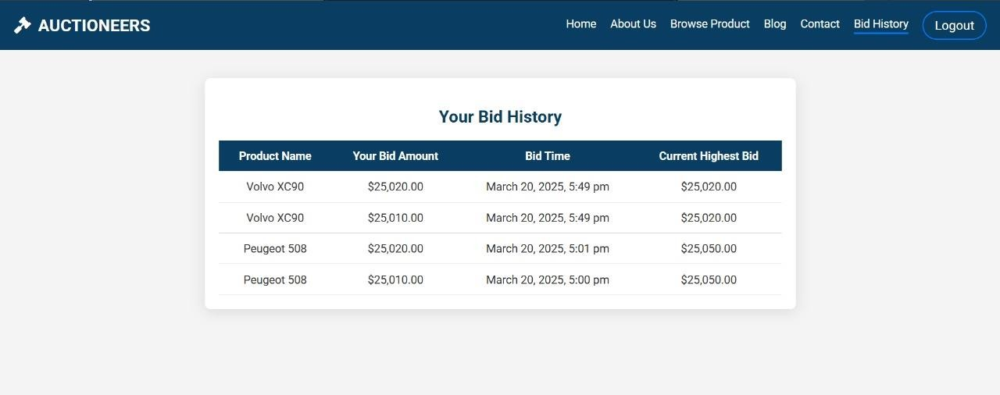 AUCTIONEERS
Home About Us Browse Product Blog Contact Bid History Logout
Your Bid History
Product Name Your Bid Amount Bid Time Current Highest Bid
Volvo XC90 $25,020.00 March 20, 2025, 5:49 pm $25,020.00
Volvo XC90 $25,010.00 March 20, 2025, 5:49 pm $25,020.00
Peugeot 508 $25,020.00 March 20, 2025, 5:01 pm $25,050.00
Peugeot 508 $25,010.00 March 20, 2025, 5:00 pm $25,050.00